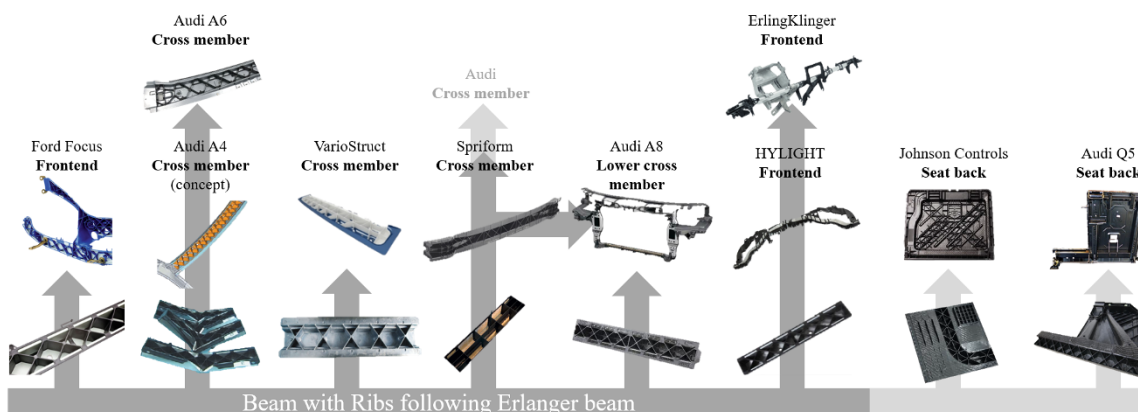 Audi A6
Cross member
ErlingKlinger
Frontend
Audi
Cross member
Ford Focus
Frontend
Audi A4
Cross member
(concept)
VarioStruct
Cross member
Spriform
Cross member
Audi A8
Lower cross
member
HYLIGHT
Frontend
Johnson Controls
Seat back
Audi Q5
Seat back
Beam with Ribs following Erlanger beam